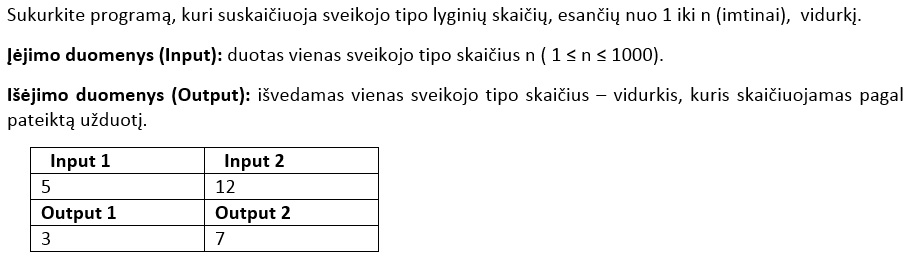 Sukurkite programą, kuri suskaičiuoja sveikojo tipo lyginių skaičių, esančių nuo 1 iki n (imtinai), vidurkį.
Įėjimo duomenys (Input): duotas vienas sveikojo tipo skaičius n ( 1 ≤ n ≤ 1000).
Išėjimo duomenys (Output): išvedamas vienas sveikojo tipo skaičius – vidurkis, kuris skaičiuojamas pagal
pateiktą užduotį.
Input 1 Input 2
5 12
Output 1 Output 2
3 7